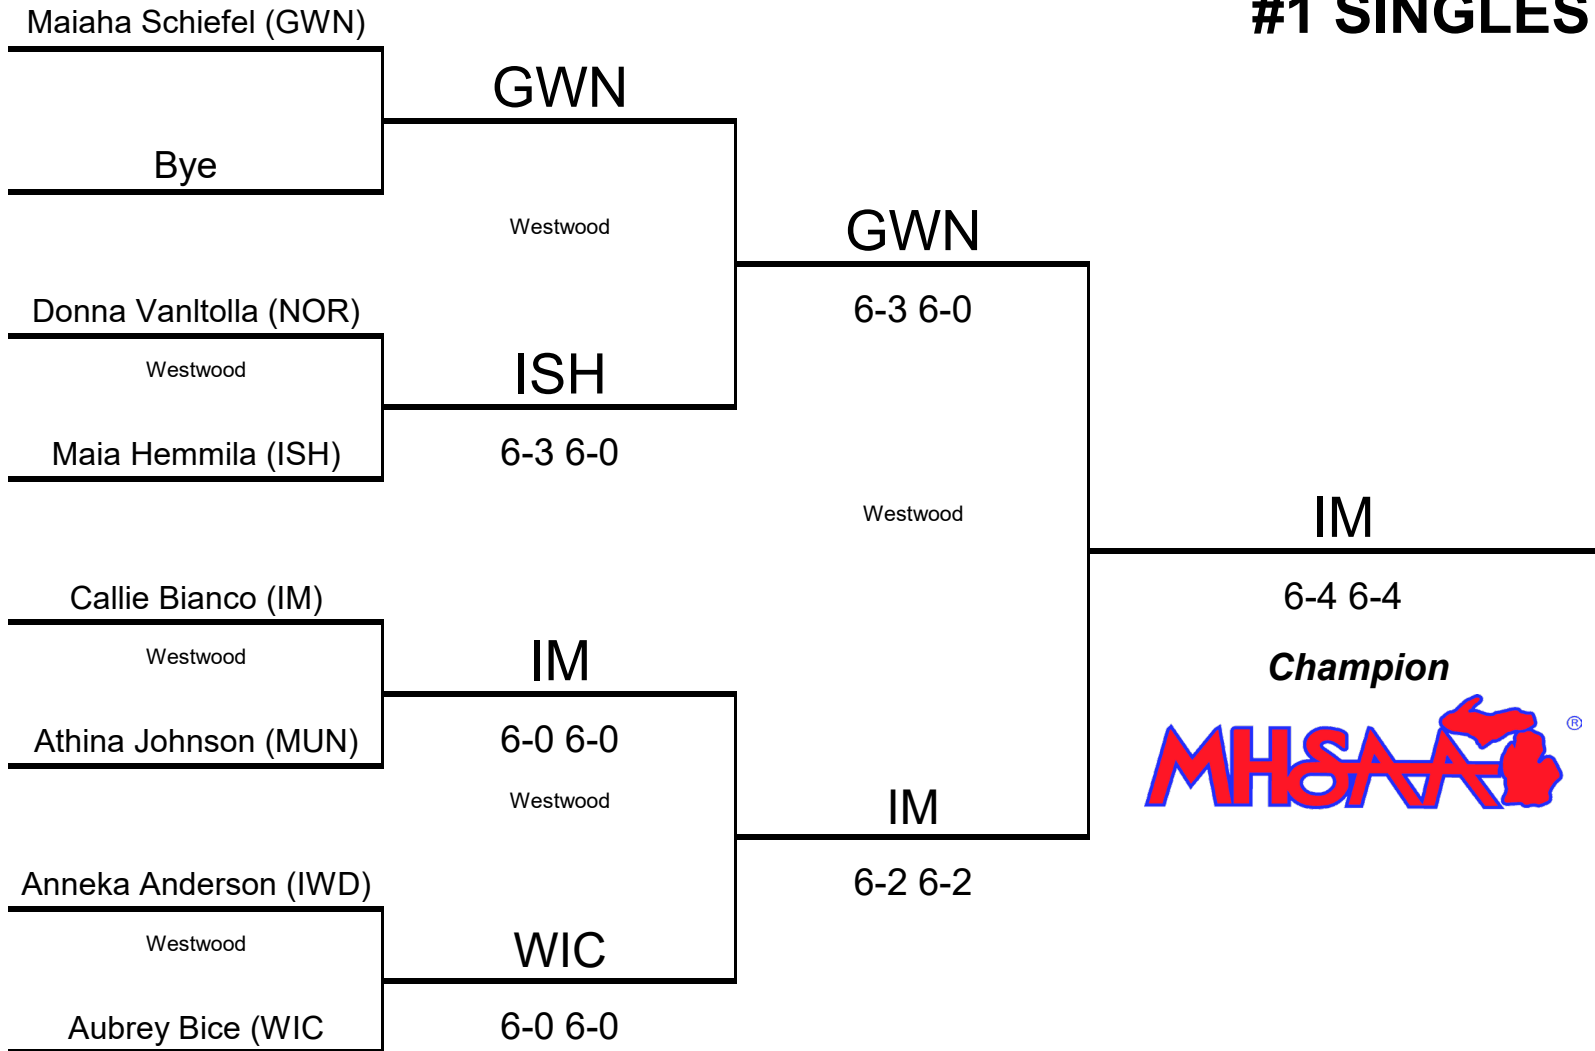 #1 SINGLES
Maiaha Schiefel (GWN)
GWN
Bye
Westwood
GWN
Donna VanItolla (NOR)
6-3 6-0
Westwood
ISH
Maia Hemmila (ISH)
6-3 6-0
Westwood
IM
Callie Bianco (IM)
6-4 6-4
Westwood
IM
Champion
Athina Johnson (MUN)
6-0 6-0
MHSAA ®
Westwood
IM
Anneka Anderson (IWD)
6-2 6-2
Westwood
WIC
Aubrey Bice (WIC
6-0 6-0